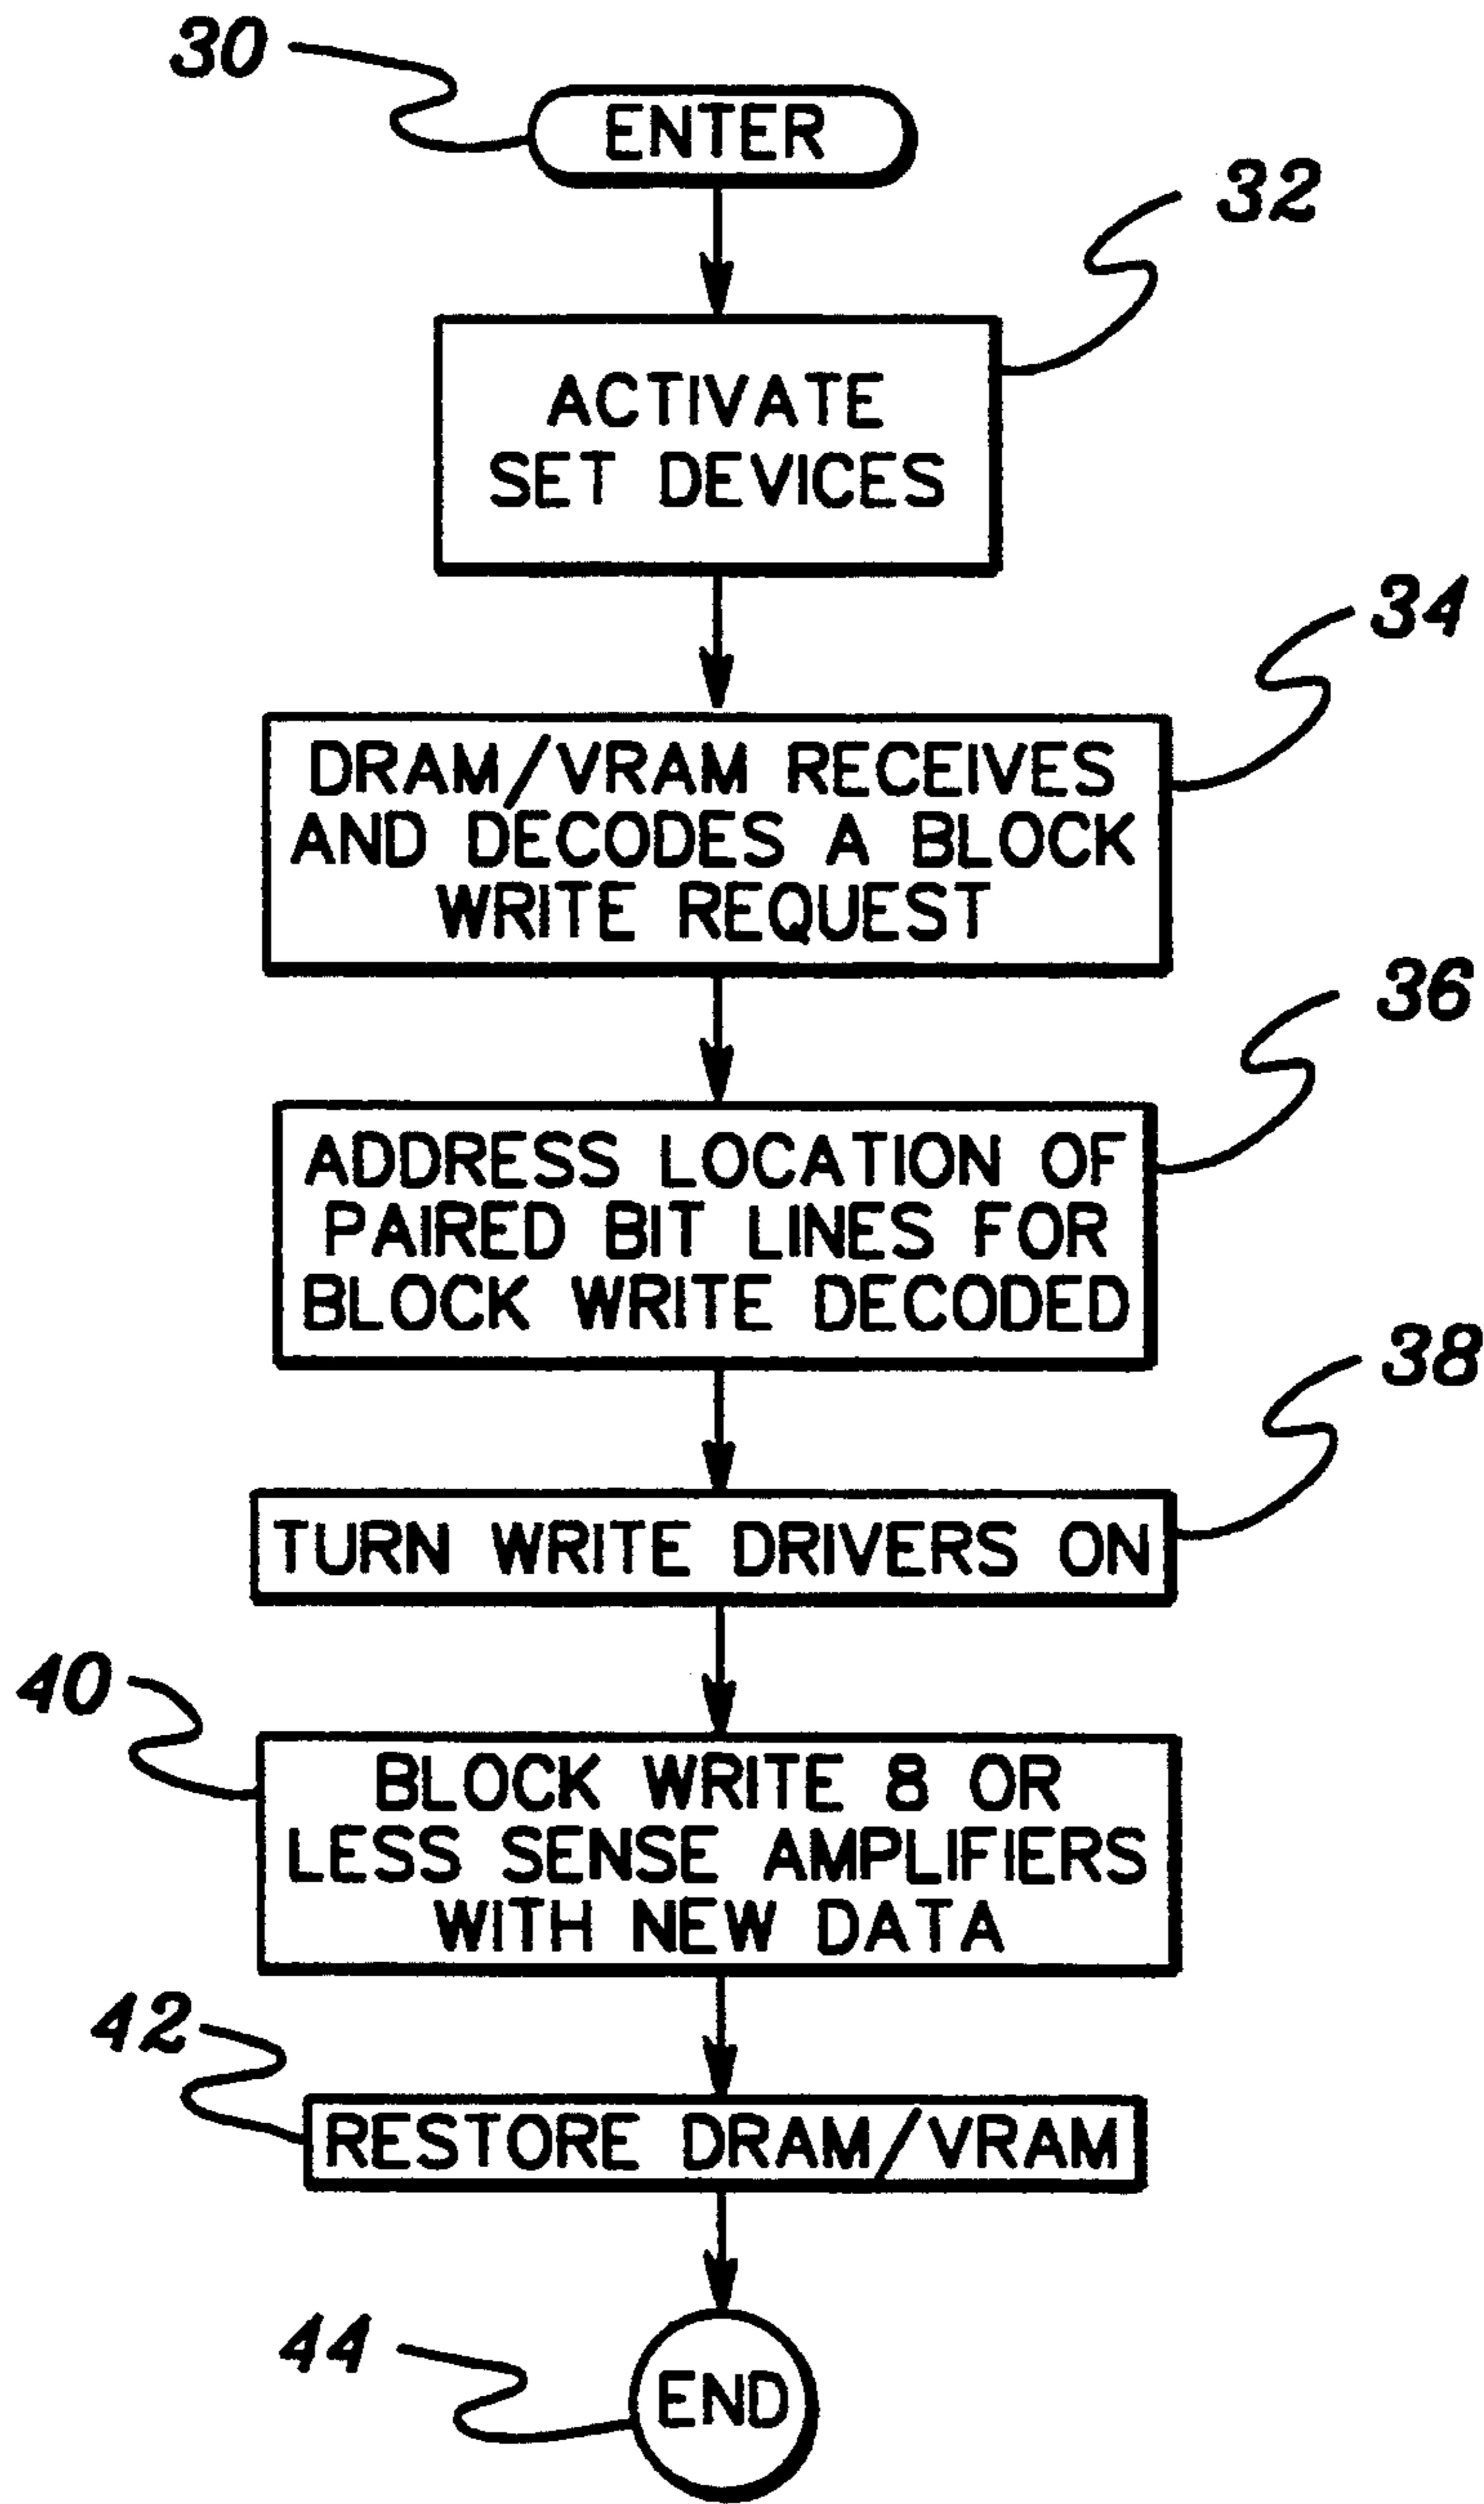 30
ENTER
32
ACTIVATE
SET DEVICES
34
DRAM/VRAM RECEIVES
AND DECODES A BLOCK
WRITE REQUEST
36
ADDRESS LOCATION OF
PAIRED BIT LINES FOR
BLOCK WRITE DECODED
38
TURN WRITE DRIVERS ON
40
BLOCK WRITE 8 OR
LESS SENSE AMPLIFIERS
WITH NEW DATA
42
RESTORE DRAM/VRAM
44
END